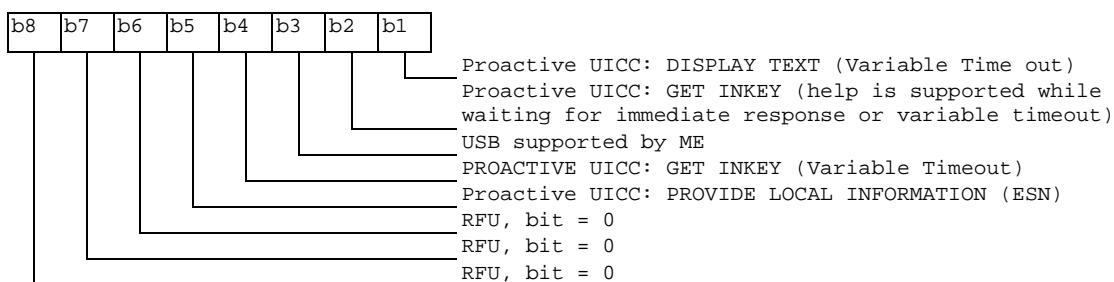 b8 b7 b6 b5 b4 b3 b2 b1
Proactive UICC: DISPLAY TEXT (Variable Time out)
Proactive UICC: GET INKEY (help is supported while
waiting for immediate response or variable timeout)
USB supported by ME
PROACTIVE UICC: GET INKEY (Variable Timeout)
Proactive UICC: PROVIDE LOCAL INFORMATION (ESN)
RFU, bit = 0
RFU, bit = 0
RFU, bit = 0